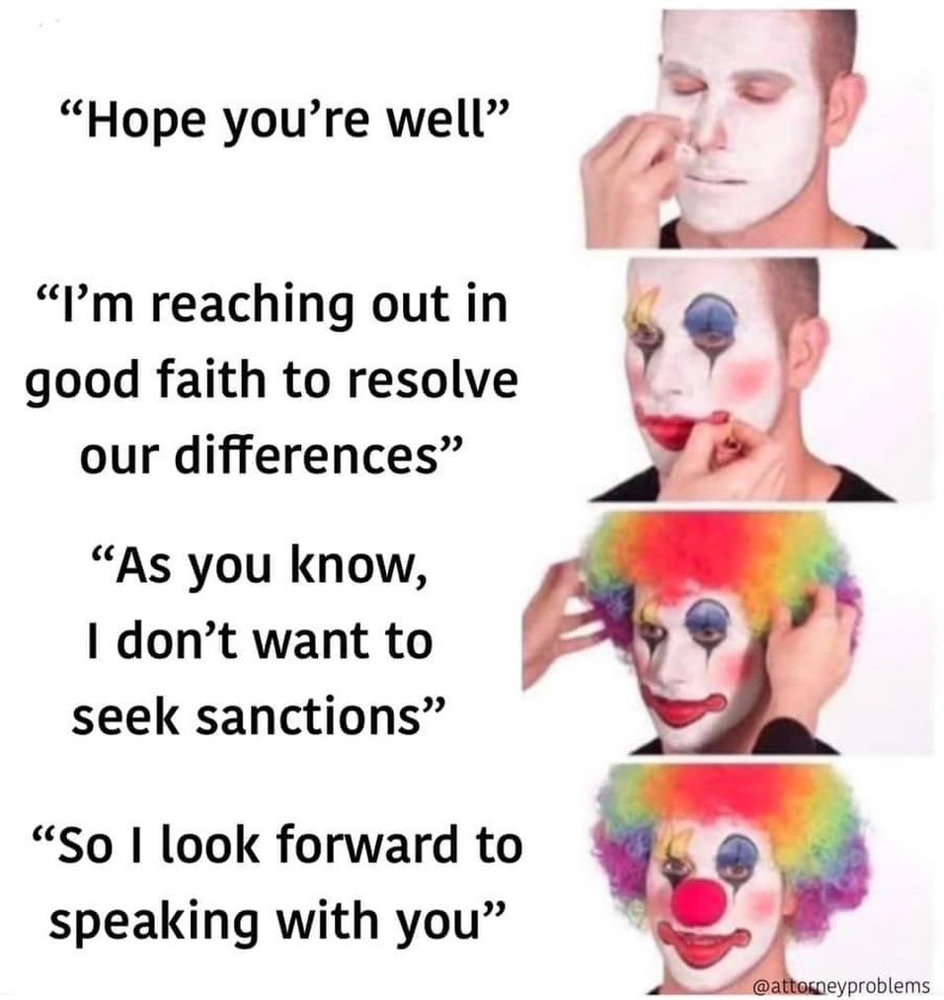 “Hope you’re well”
“I’m reaching out in
good faith to resolve
our differences”
“As you know,
I don’t want to
seek sanctions”
“So I look forward to
speaking with you”
@attorneyproblems